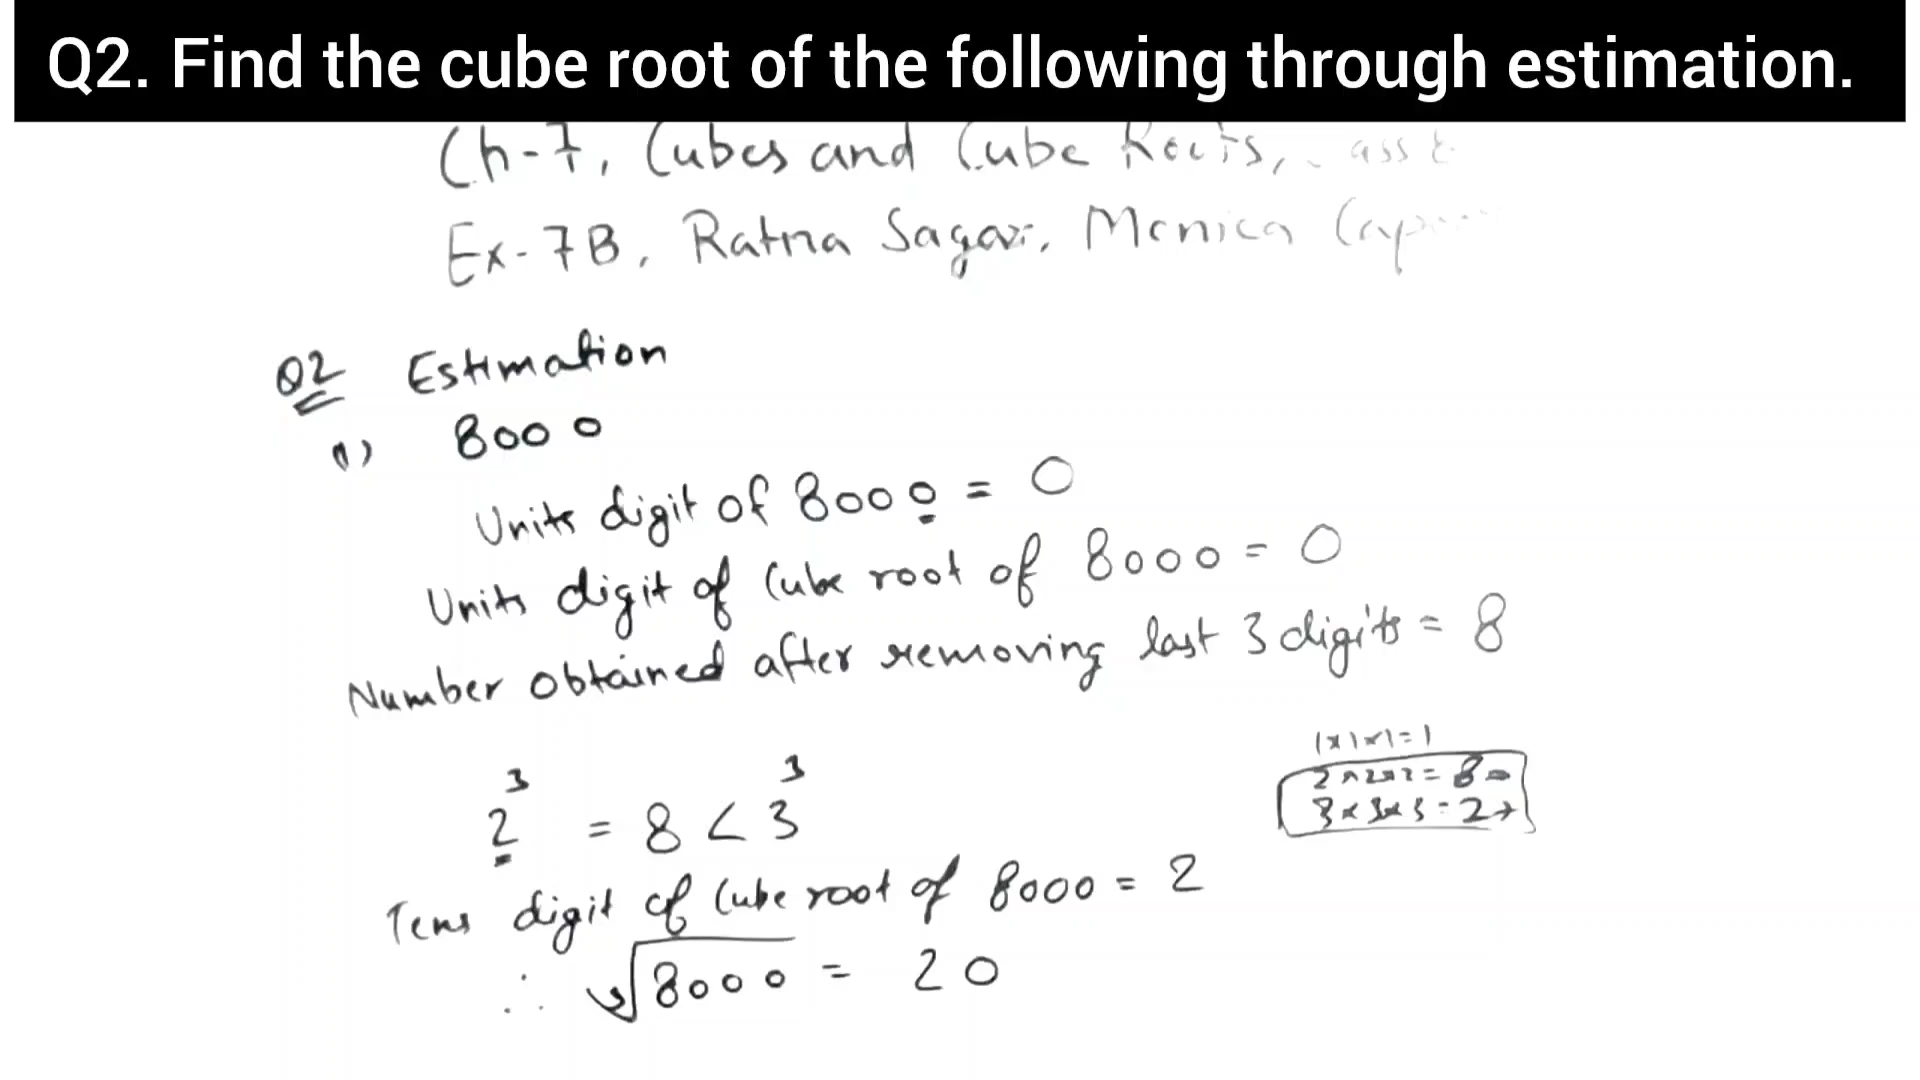 Q2. Find the cube root of the following through estimation.
Ch-7, Cubes and Cube Roots,
Ex-7B, Ratna Sagar, Monica
Q2 Estimation
1) 8000
Units digit of 8000 = 0
Units digit of Cube root of 8000 = 0
Number obtained after removing last 3 digits = 8
1×1×1=1
2×2×2=8
3×3×3=27
2³ = 8 < 3³
Tens digit of Cube root of 8000 = 2
∴ ∛8000 = 20